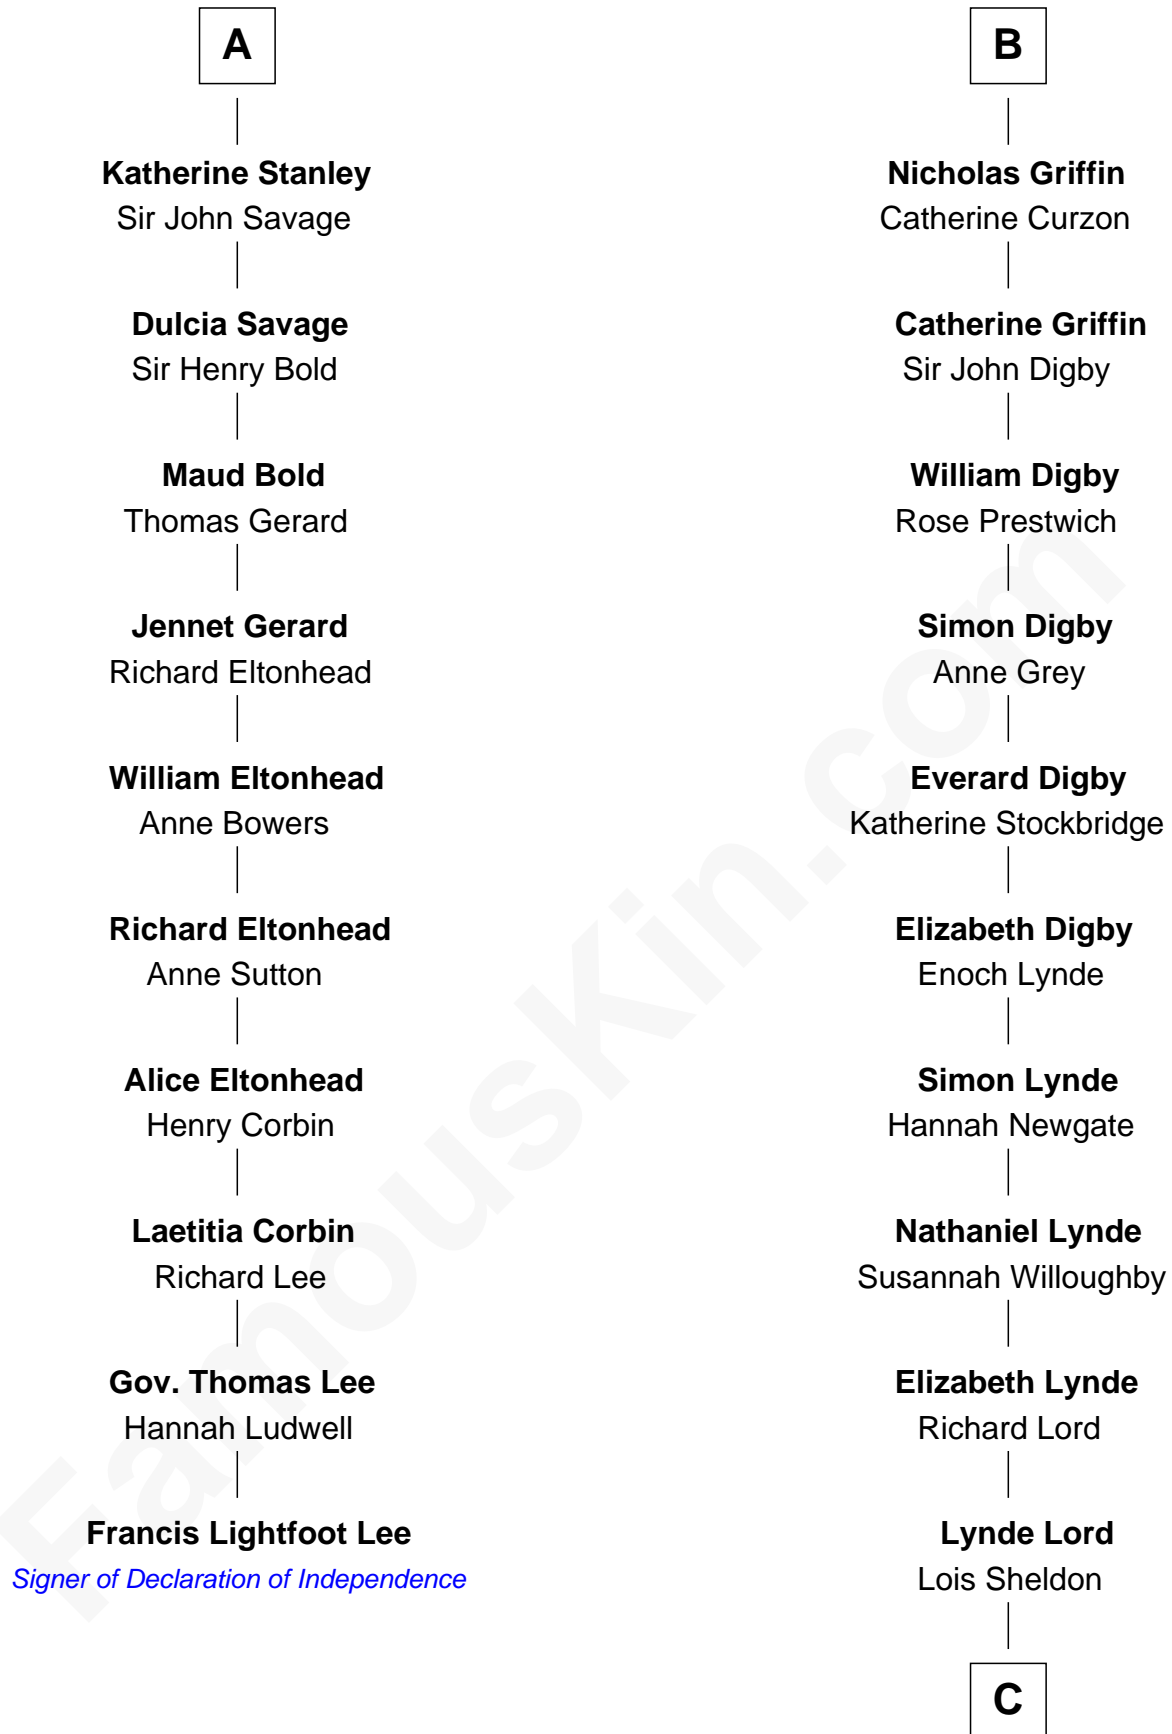 A
Katherine Stanley
Sir John Savage
Dulcia Savage
Sir Henry Bold
Maud Bold
Thomas Gerard
Jennet Gerard
Richard Eltonhead
William Eltonhead
Anne Bowers
Richard Eltonhead
Anne Sutton
Alice Eltonhead
Henry Corbin
Laetitia Corbin
Richard Lee
Gov. Thomas Lee
Hannah Ludwell
Francis Lightfoot Lee
Signer of Declaration of Independence
B
Nicholas Griffin
Catherine Curzon
Catherine Griffin
Sir John Digby
William Digby
Rose Prestwich
Simon Digby
Anne Grey
Everard Digby
Katherine Stockbridge
Elizabeth Digby
Enoch Lynde
Simon Lynde
Hannah Newgate
Nathaniel Lynde
Susannah Willoughby
Elizabeth Lynde
Richard Lord
Lynde Lord
Lois Sheldon
C
FamousKin.com